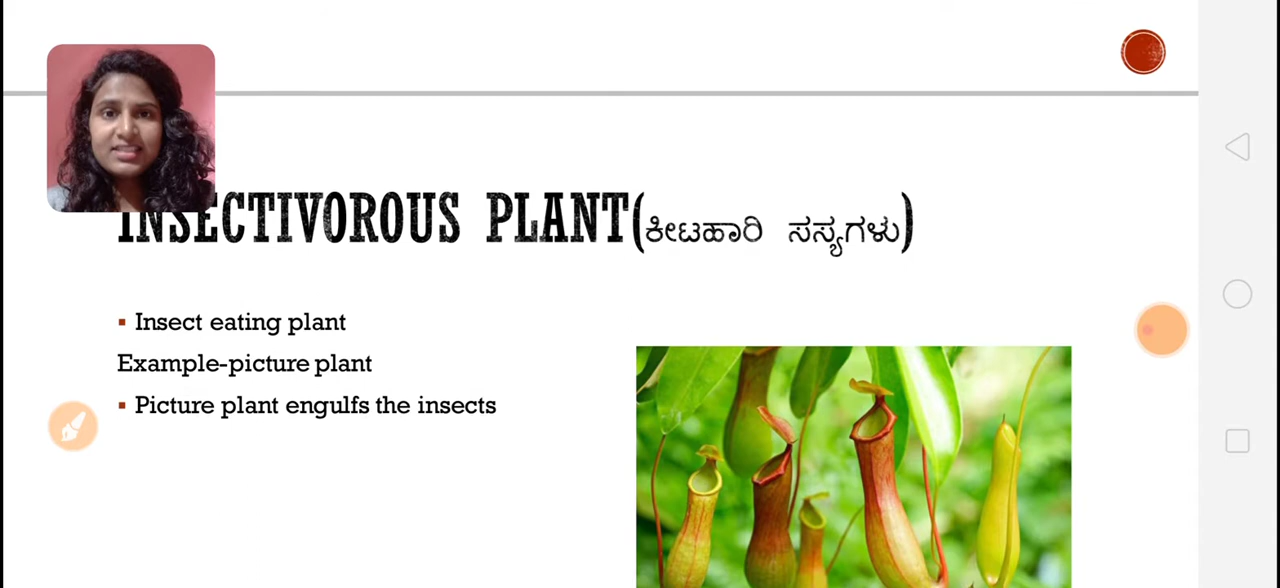 INSECTIVOROUS PLANT(ಕೀಟಹಾರಿ ಸಸ್ಯಗಳು)
▪ Insect eating plant
Example-picture plant
▪ Picture plant engulfs the insects